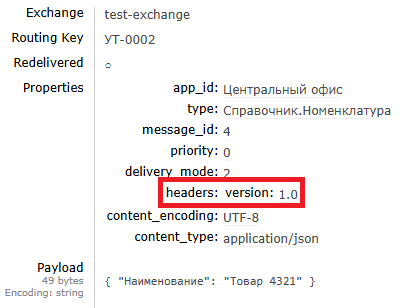 Exchange test-exchange
Routing Key УТ-0002
Redelivered ○
Properties
app_id: Центральный офис
type: Справочник.Номенклатура
message_id: 4
priority: 0
delivery_mode: 2
headers: version: 1.0
content_encoding: UTF-8
content_type: application/json
Payload
49 bytes
Encoding: string
{ "Наименование": "Товар 4321" }